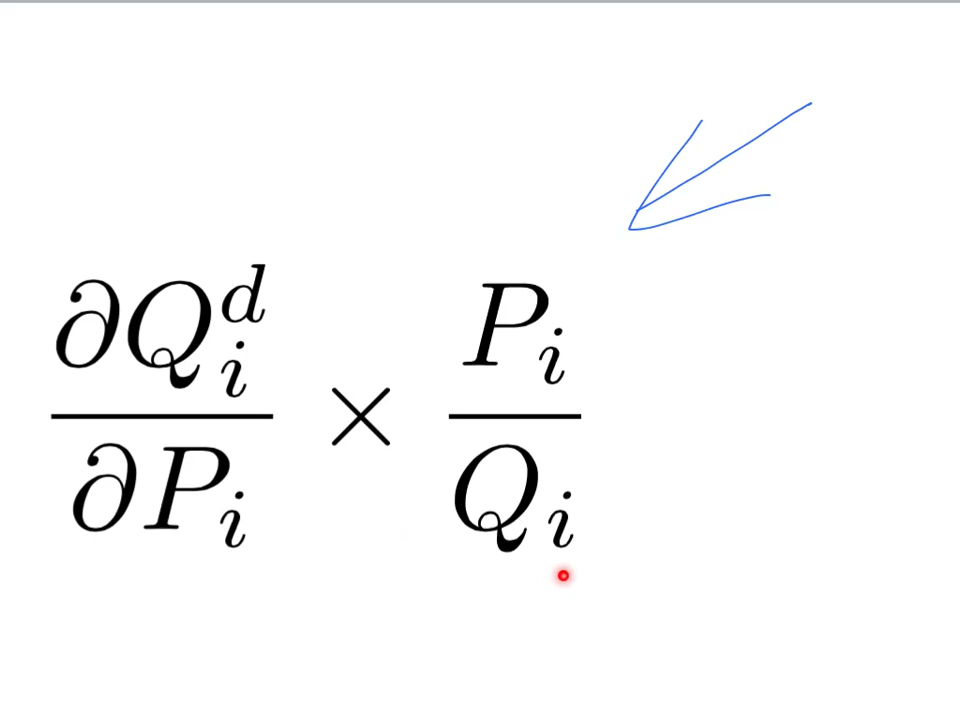 ∂Q_i^d / ∂P_i × P_i / Q_i